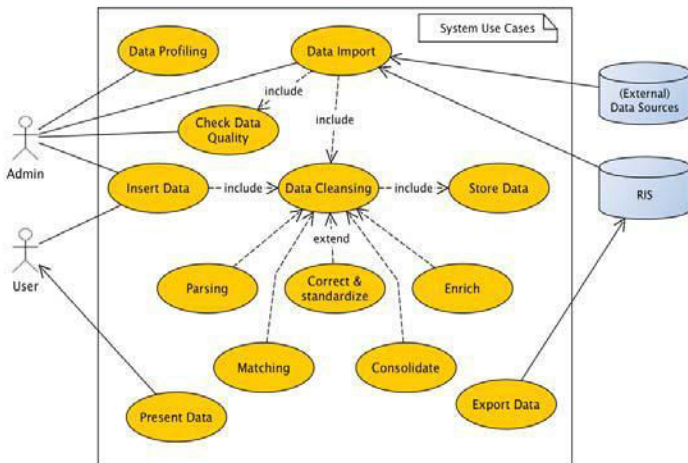 System Use Cases
Data Profiling
Data Import
(External)
Data Sources
include
include
Check Data
Quality
Admin
Insert Data
include
Data Cleansing
include
Store Data
RIS
User
extend
Parsing
Correct &
standardize
Enrich
Matching
Consolidate
Present Data
Export Data